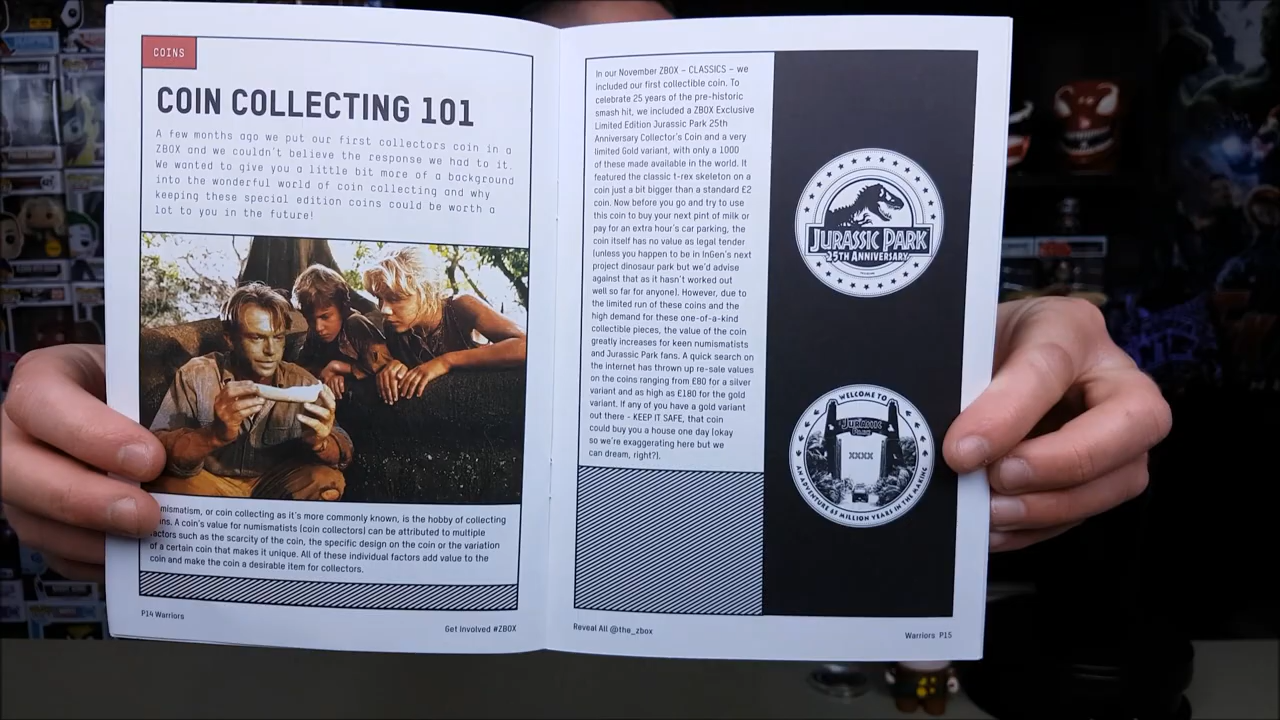 COINS
COIN COLLECTING 101
A few months ago we put our first collectors coin in a
ZBOX and we couldn't believe the response we had to it.
We wanted to give you a little bit more of a background
into the wonderful world of coin collecting and why
keeping these special edition coins could be worth a
lot to you in the future!
mismatism, or coin collecting as it's more commonly known, is the hobby of collecting
ins. A coin's value for numismatists (coin collectors) can be attributed to multiple
factors such as the scarcity of the coin, the specific design on the coin or the variation
of a certain coin that makes it unique. All of these individual factors add value to the
coin and make the coin a desirable item for collectors.
P14 Warriors
Get Involved #ZBOX
In our November ZBOX – CLASSICS – we
included our first collectible coin. To
celebrate 25 years of the pre-historic
smash hit, we included a ZBOX Exclusive
Limited Edition Jurassic Park 25th
Anniversary Collector's Coin and a very
limited Gold variant, with only a 1000
of these made available in the world. It
featured the classic t-rex skeleton on a
coin just a bit bigger than a standard £2
coin. Now before you go and try to use
this coin to buy your next pint of milk or
pay for an extra hour's car parking, the
coin itself has no value as legal tender
(unless you happen to be in InGen's next
project dinosaur park but we'd advise
against that as it hasn't worked out
well so far for anyone). However, due to
the limited run of these coins and the
high demand for these one-of-a-kind
collectible pieces, the value of the coin
greatly increases for keen numismatists
and Jurassic Park fans. A quick search on
the internet has thrown up re-sale values
on the coins ranging from £80 for a silver
variant and as high as £180 for the gold
variant. If any of you have a gold variant
out there - KEEP IT SAFE, that coin
could buy you a house one day (okay
so we're exaggerating here but we
can dream, right?).
JURASSIC PARK
25TH ANNIVERSARY
WELCOME TO
JURASSIC
PARK
XXXX
AN ADVENTURE 65 MILLION YEARS IN THE MAKING
Reveal All @the_zbox
Warriors P15